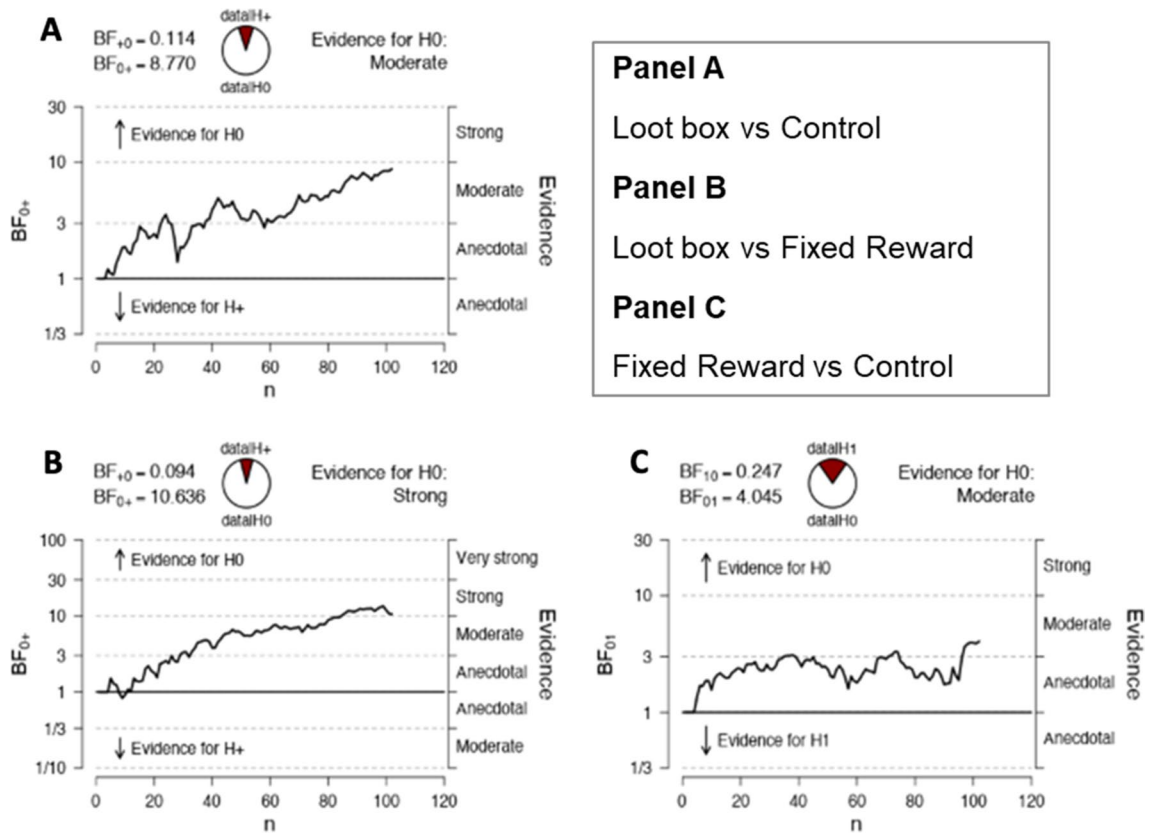 A
BF+0 = 0.114
BF0+ = 8.770
data|H+
data|H0
Evidence for H0:
Moderate
30
10
3
1
1/3
BF0+
↑ Evidence for H0
↓ Evidence for H+
Strong
Moderate
Anecdotal
Anecdotal
Evidence
0 20 40 60 80 100 120
n
Panel A
Loot box vs Control
Panel B
Loot box vs Fixed Reward
Panel C
Fixed Reward vs Control
B
BF+0 = 0.094
BF0+ = 10.636
data|H+
data|H0
Evidence for H0:
Strong
100
30
10
3
1
1/3
1/10
BF0+
↑ Evidence for H0
↓ Evidence for H+
Very strong
Strong
Moderate
Anecdotal
Anecdotal
Moderate
Evidence
0 20 40 60 80 100 120
n
C
BF10 = 0.247
BF01 = 4.045
data|H1
data|H0
Evidence for H0:
Moderate
30
10
3
1
1/3
BF01
↑ Evidence for H0
↓ Evidence for H1
Strong
Moderate
Anecdotal
Anecdotal
Evidence
0 20 40 60 80 100 120
n